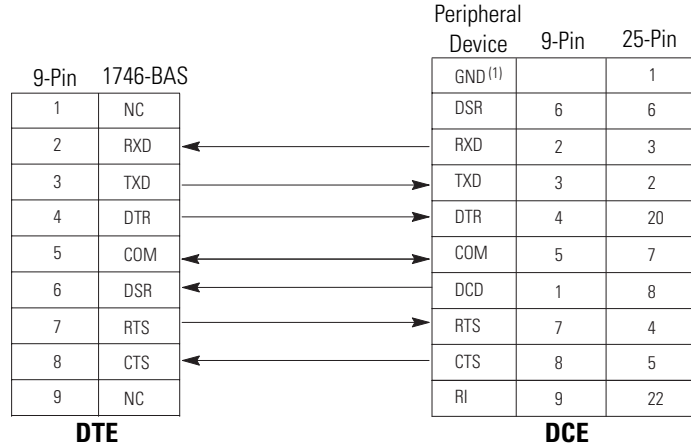 9-Pin 1746-BAS
1 NC
2 RXD
3 TXD
4 DTR
5 COM
6 DSR
7 RTS
8 CTS
9 NC
DTE
Peripheral
Device 9-Pin 25-Pin
GND (1) 1
DSR 6 6
RXD 2 3
TXD 3 2
DTR 4 20
COM 5 7
DCD 1 8
RTS 7 4
CTS 8 5
RI 9 22
DCE